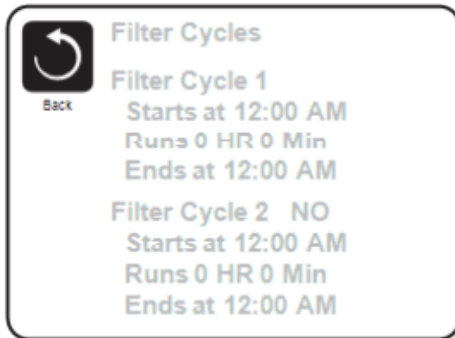 Filter Cycles
Back
Filter Cycle 1
Starts at 12:00 AM
Runs 0 HR 0 Min
Ends at 12:00 AM
Filter Cycle 2 NO
Starts at 12:00 AM
Runs 0 HR 0 Min
Ends at 12:00 AM